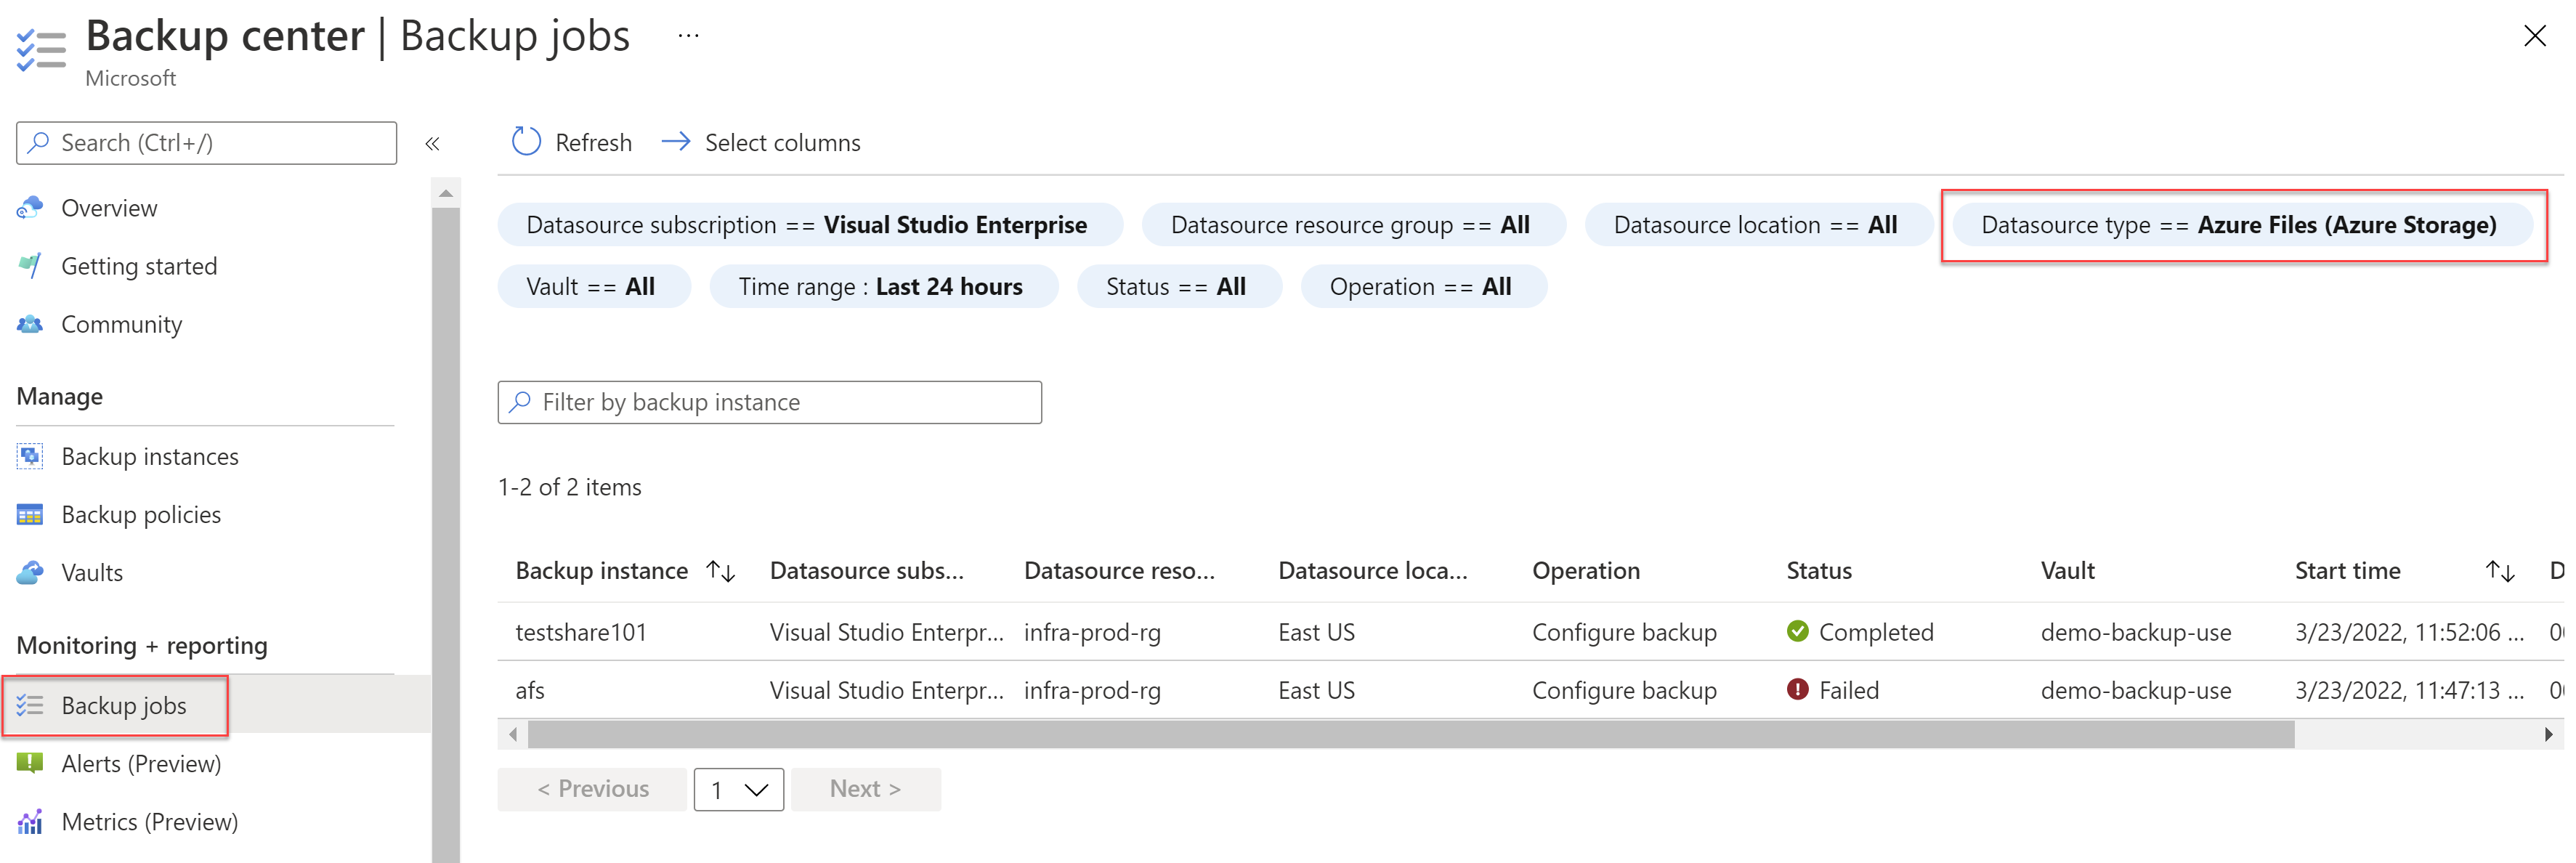 Backup center | Backup jobs ...
Microsoft
Search (Ctrl+/)
«
Refresh
Select columns
Overview
Getting started
Community
Manage
Backup instances
Backup policies
Vaults
Monitoring + reporting
Backup jobs
Alerts (Preview)
Metrics (Preview)
Datasource subscription == Visual Studio Enterprise
Datasource resource group == All
Datasource location == All
Datasource type == Azure Files (Azure Storage)
Vault == All
Time range : Last 24 hours
Status == All
Operation == All
Filter by backup instance
1-2 of 2 items
Backup instance Datasource subs... Datasource reso... Datasource loca... Operation Status Vault Start time
testshare101 Visual Studio Enterpr... infra-prod-rg East US Configure backup Completed demo-backup-use 3/23/2022, 11:52:06 ...
afs Visual Studio Enterpr... infra-prod-rg East US Configure backup Failed demo-backup-use 3/23/2022, 11:47:13 ...
< Previous 1 Next >